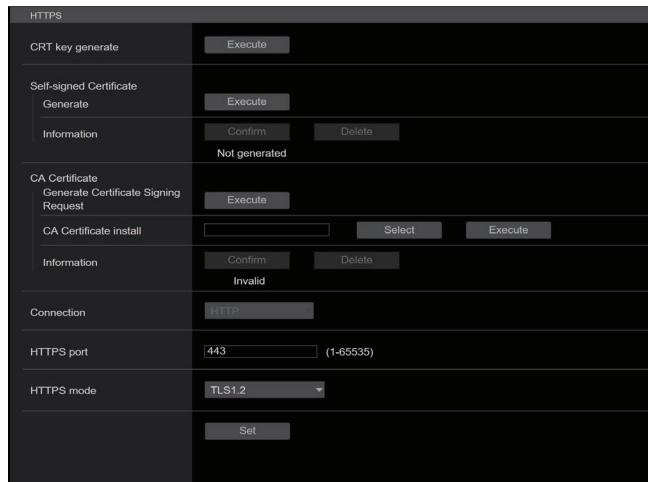 HTTPS
CRT key generate Execute
Self-signed Certificate
Generate Execute
Information Confirm Delete
Not generated
CA Certificate
Generate Certificate Signing
Request Execute
CA Certificate install Select Execute
Information Confirm Delete
Invalid
Connection HTTP
HTTPS port 443 (1-65535)
HTTPS mode TLS1.2
Set